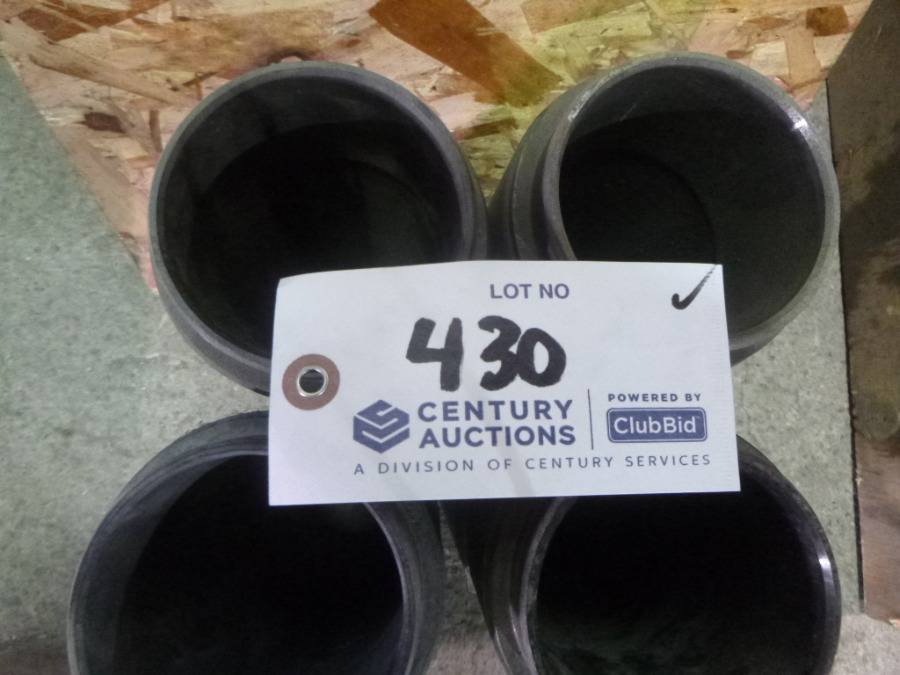 LOT NO
430
CENTURY
AUCTIONS
POWERED BY
ClubBid
A DIVISION OF CENTURY SERVICES